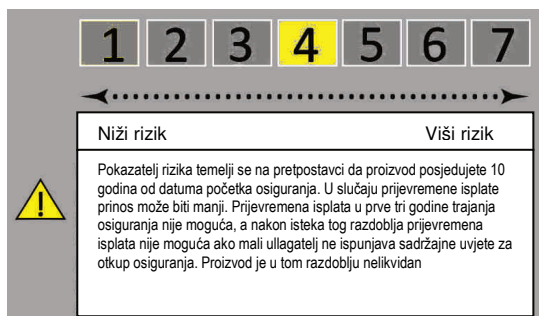 1 2 3 4 5 6 7
Niži rizik Viši rizik
Pokazatelj rizika temelji se na pretpostavci da proizvod posjedujete 10
godina od datuma početka osiguranja. U slučaju prijevremene isplate
prinos može biti manji. Prijevremena isplata u prve tri godine trajanja
osiguranja nije moguća, a nakon isteka tog razdoblja prijevremena
isplata nije moguća ako mali ullagatelj ne ispunjava sadržajne uvjete za
otkup osiguranja. Proizvod je u tom razdoblju nelikvidan